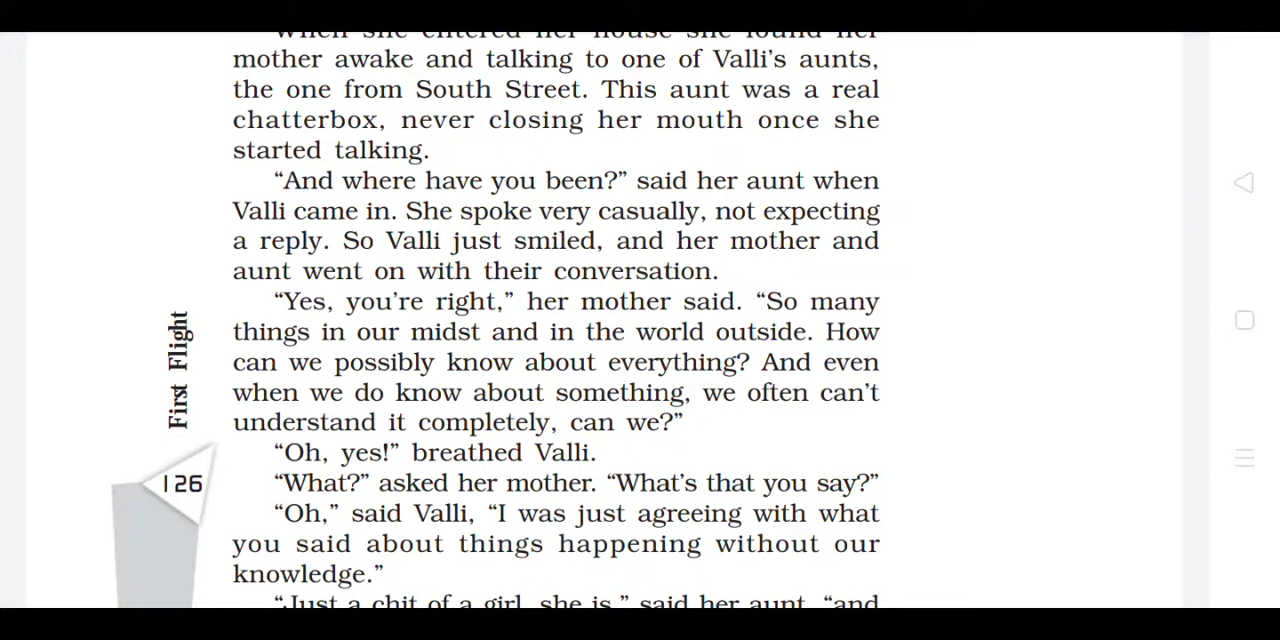 When she entered her house she found her
mother awake and talking to one of Valli's aunts,
the one from South Street. This aunt was a real
chatterbox, never closing her mouth once she
started talking.
“And where have you been?” said her aunt when
Valli came in. She spoke very casually, not expecting
a reply. So Valli just smiled, and her mother and
aunt went on with their conversation.
“Yes, you're right,” her mother said. “So many
things in our midst and in the world outside. How
can we possibly know about everything? And even
when we do know about something, we often can't
understand it completely, can we?”
“Oh, yes!” breathed Valli.
“What?” asked her mother. “What's that you say?”
“Oh,” said Valli, “I was just agreeing with what
you said about things happening without our
knowledge.”
“Just a chit of a girl, she is,” said her aunt, “and
First Flight
126